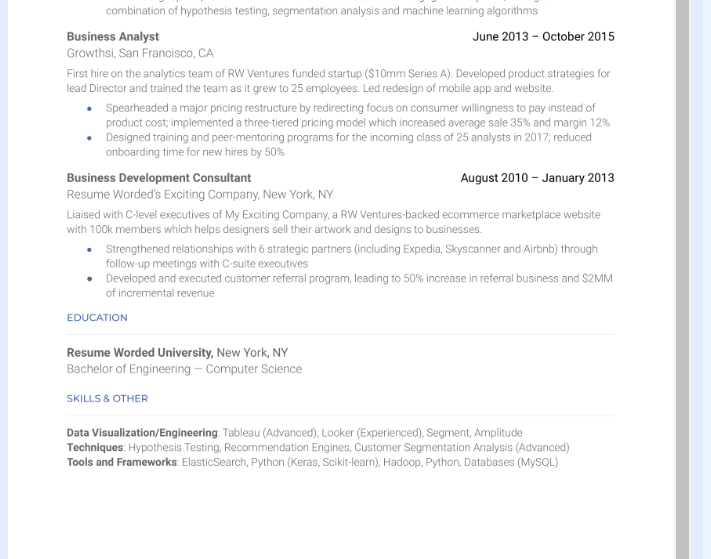 combination of hypothesis testing, segmentation analysis and machine learning algorithms
Business Analyst June 2013 – October 2015
Growthsi, San Francisco, CA
First hire on the analytics team of RW Ventures funded startup ($10mm Series A). Developed product strategies for
lead Director and trained the team as it grew to 25 employees. Led redesign of mobile app and website.
● Spearheaded a major pricing restructure by redirecting focus on consumer willingness to pay instead of
product cost; implemented a three-tiered pricing model which increased average sale 35% and margin 12%
● Designed training and peer-mentoring programs for the incoming class of 25 analysts in 2017; reduced
onboarding time for new hires by 50%
Business Development Consultant August 2010 – January 2013
Resume Worded's Exciting Company, New York, NY
Liaised with C-level executives of My Exciting Company, a RW Ventures-backed ecommerce marketplace website
with 100k members which helps designers sell their artwork and designs to businesses.
● Strengthened relationships with 6 strategic partners (including Expedia, Skyscanner and Airbnb) through
follow-up meetings with C-suite executives
● Developed and executed customer referral program, leading to 50% increase in referral business and $2MM
of incremental revenue
EDUCATION
Resume Worded University, New York, NY
Bachelor of Engineering — Computer Science
SKILLS & OTHER
Data Visualization/Engineering: Tableau (Advanced), Looker (Experienced), Segment, Amplitude
Techniques: Hypothesis Testing, Recommendation Engines, Customer Segmentation Analysis (Advanced)
Tools and Frameworks: ElasticSearch, Python (Keras, Scikit-learn), Hadoop, Python, Databases (MySQL)